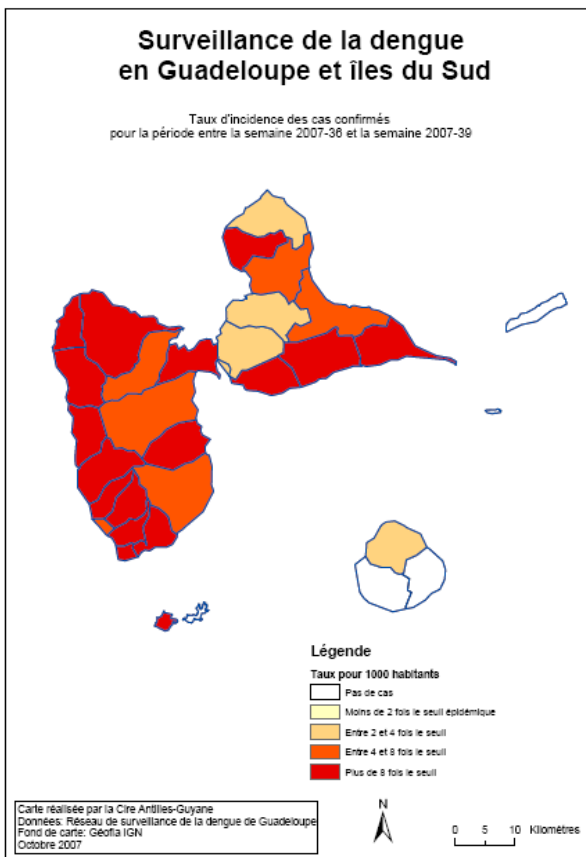 Surveillance de la dengue
en Guadeloupe et îles du Sud
Taux d'incidence des cas confirmés
pour la période entre la semaine 2007-36 et la semaine 2007-39
Légende
Taux pour 1000 habitants
Pas de cas
Moins de 2 fois le seuil épidémique
Entre 2 et 4 fois le seuil
Entre 4 et 8 fois le seuil
Plus de 8 fois le seuil
Carte réalisée par la Cire Antilles-Guyane
Données: Réseau de surveillance de la dengue de Guadeloupe
Fond de carte: Géofla IGN
Octobre 2007
N
0 5 10 Kilomètres